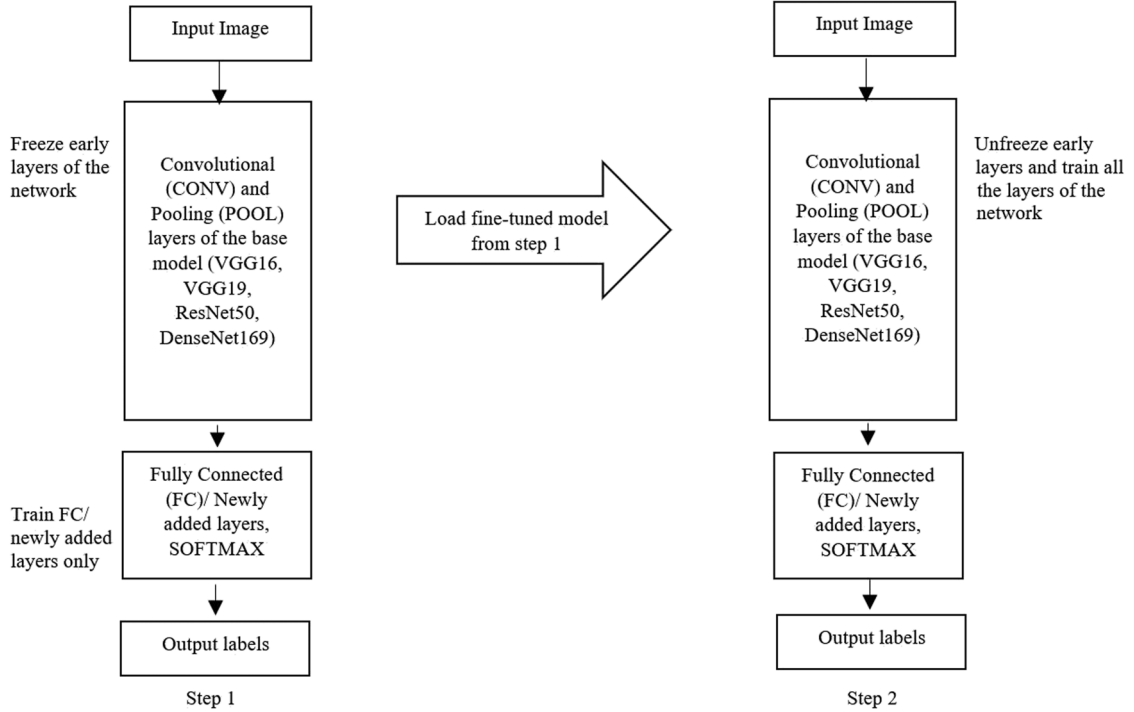 Input Image
Freeze early
layers of the
network
Convolutional
(CONV) and
Pooling (POOL)
layers of the base
model (VGG16,
VGG19,
ResNet50,
DenseNet169)
Fully Connected
(FC)/ Newly
added layers,
SOFTMAX
Train FC/
newly added
layers only
Output labels
Step 1
Load fine-tuned model
from step 1
Input Image
Convolutional
(CONV) and
Pooling (POOL)
layers of the base
model (VGG16,
VGG19,
ResNet50,
DenseNet169)
Unfreeze early
layers and train all
the layers of the
network
Fully Connected
(FC)/ Newly
added layers,
SOFTMAX
Output labels
Step 2